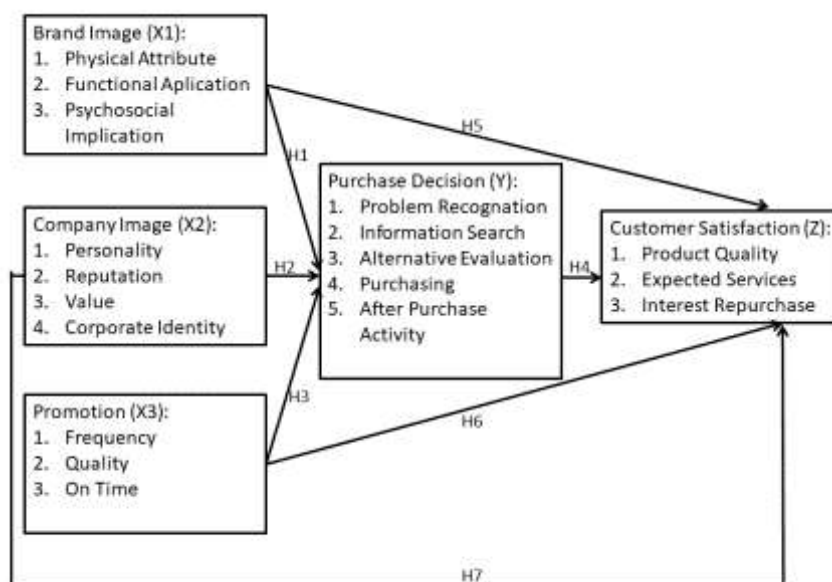 Brand Image (X1):
1. Physical Attribute
2. Functional Aplication
3. Psychosocial
Implication
H5
H1
Purchase Decision (Y):
1. Problem Recognation
2. Information Search
3. Alternative Evaluation
4. Purchasing
5. After Purchase
Activity
Company Image (X2):
1. Personality
2. Reputation
3. Value
4. Corporate Identity
H2
H4
Customer Satisfaction (Z):
1. Product Quality
2. Expected Services
3. Interest Repurchase
H3
H6
Promotion (X3):
1. Frequency
2. Quality
3. On Time
H7